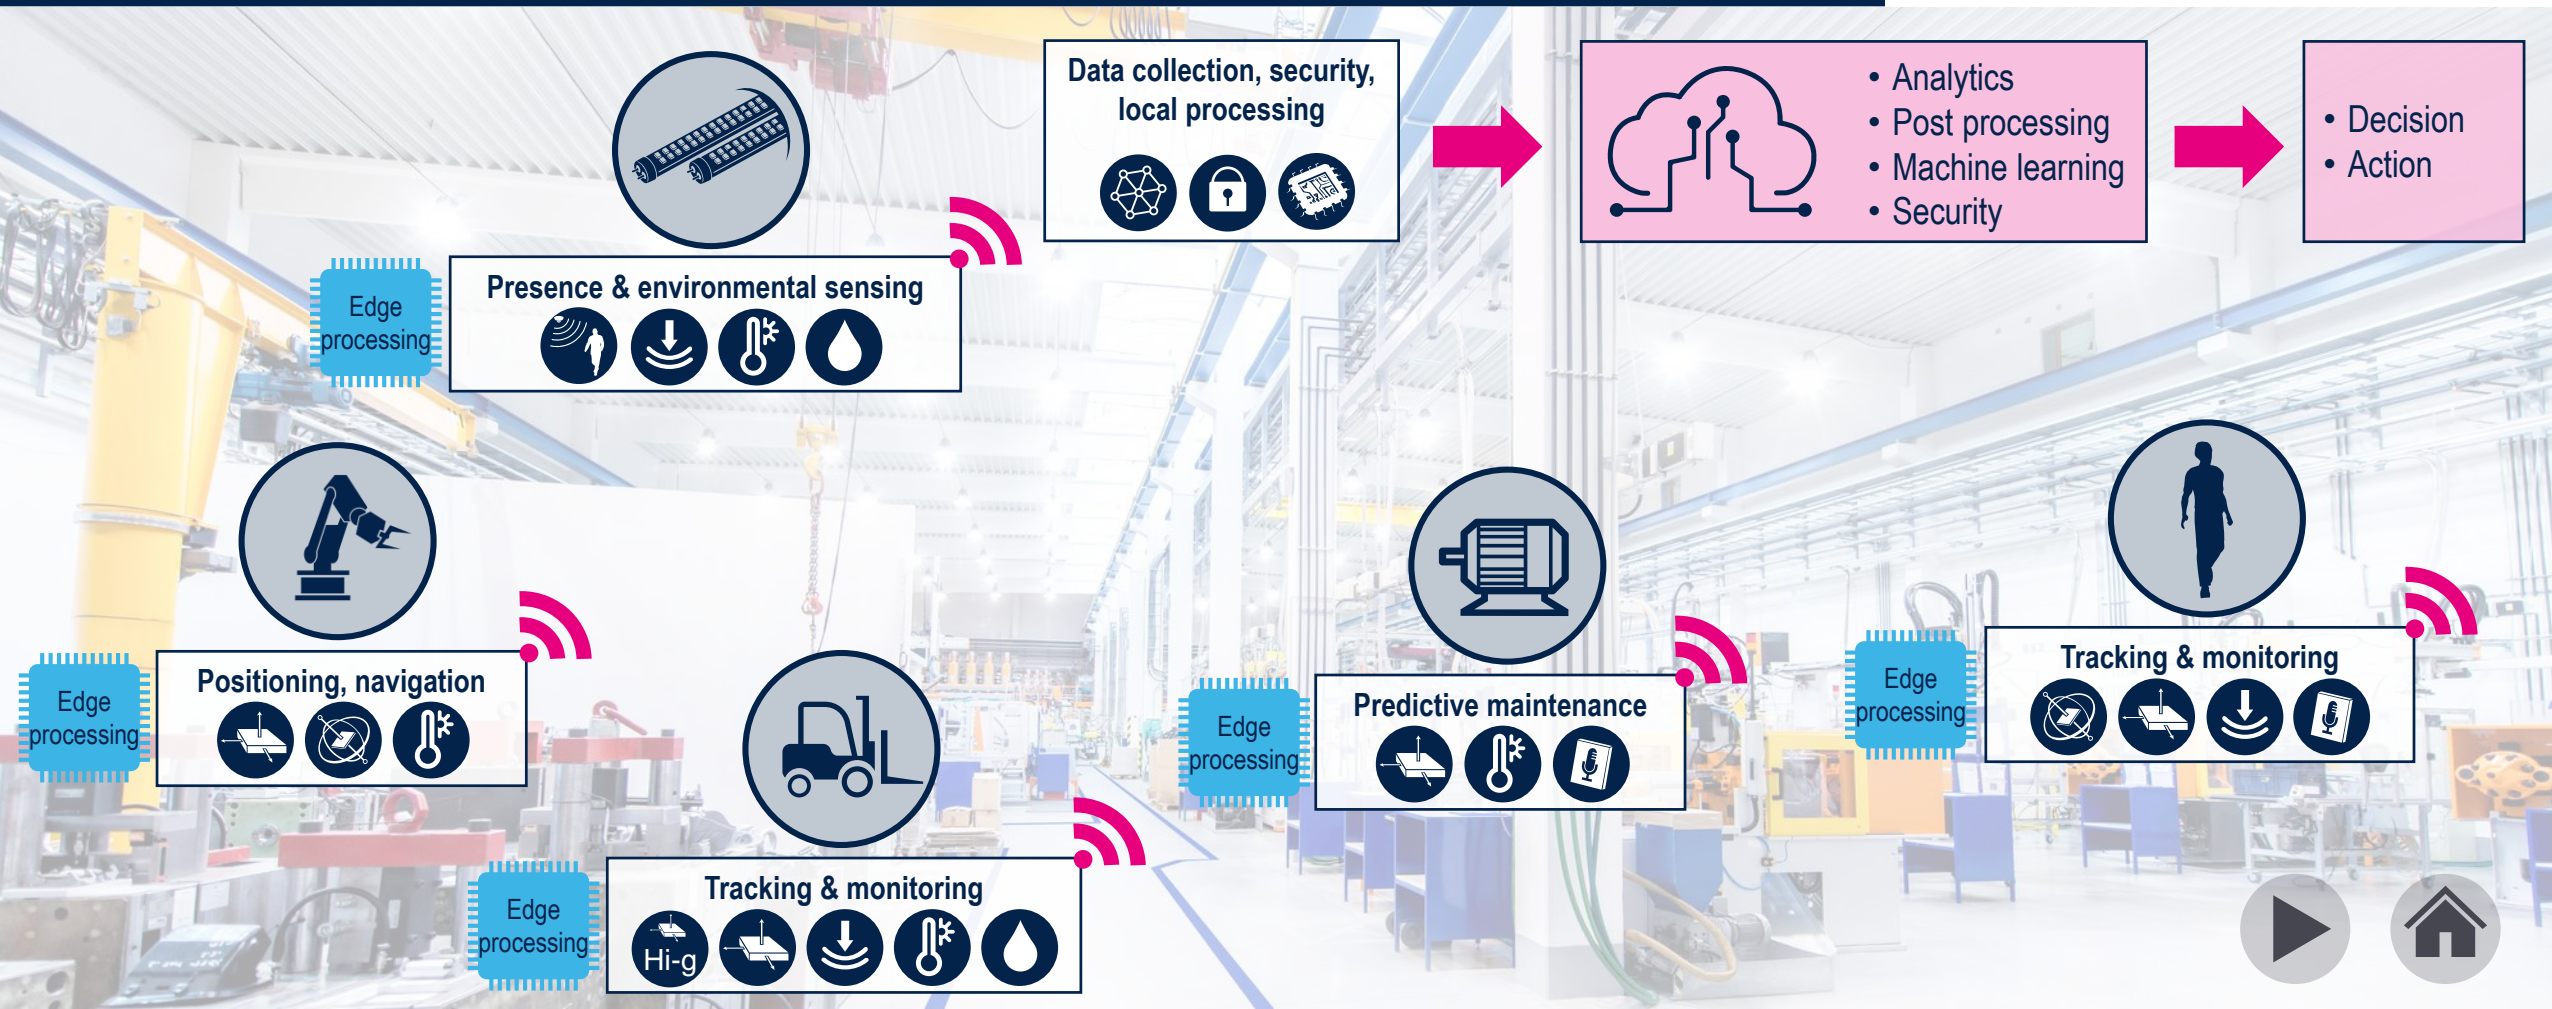 Data collection, security,
local processing
• Analytics
• Post processing
• Machine learning
• Security
• Decision
• Action
Edge
processing
Presence & environmental sensing
Edge
processing
Positioning, navigation
Edge
processing
Tracking & monitoring
Hi-g
Edge
processing
Predictive maintenance
Edge
processing
Tracking & monitoring